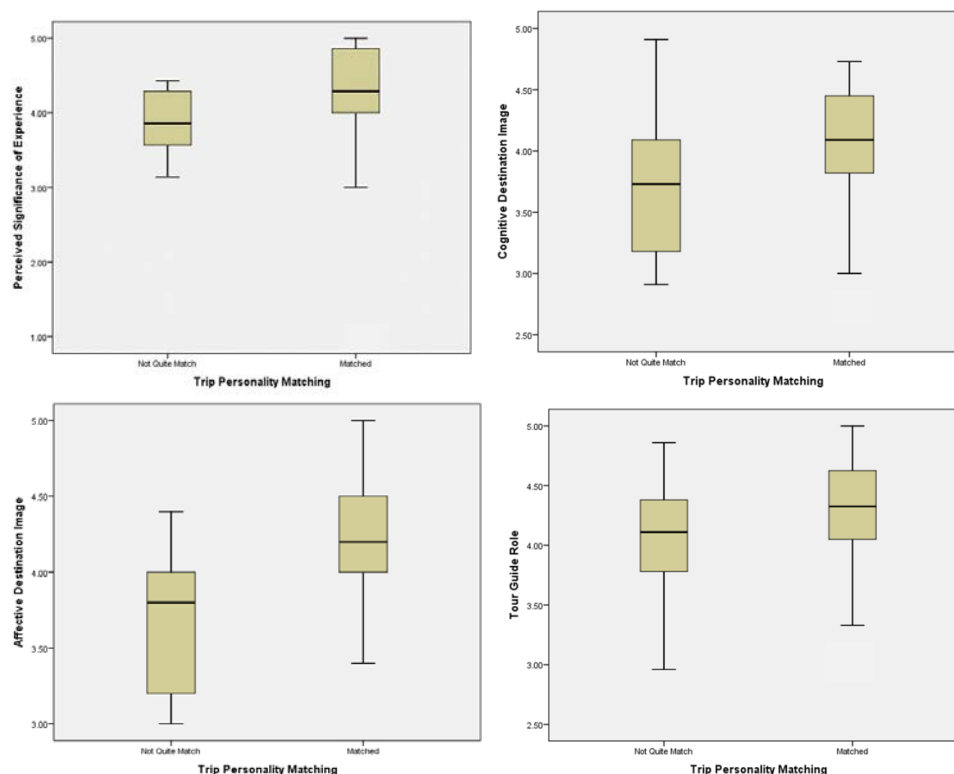 Perceived Significance of Experience
5.00
4.00
3.00
2.00
1.00
Not Quite Match
Matched
Trip Personality Matching
Cognitive Destination Image
5.00
4.50
4.00
3.50
3.00
2.50
Not Quite Match
Matched
Trip Personality Matching
Affective Destination Image
5.00
4.50
4.00
3.50
3.00
Not Quite Match
Matched
Trip Personality Matching
Tour Guide Role
5.00
4.50
4.00
3.50
3.00
2.50
Not Quite Match
Matched
Trip Personality Matching